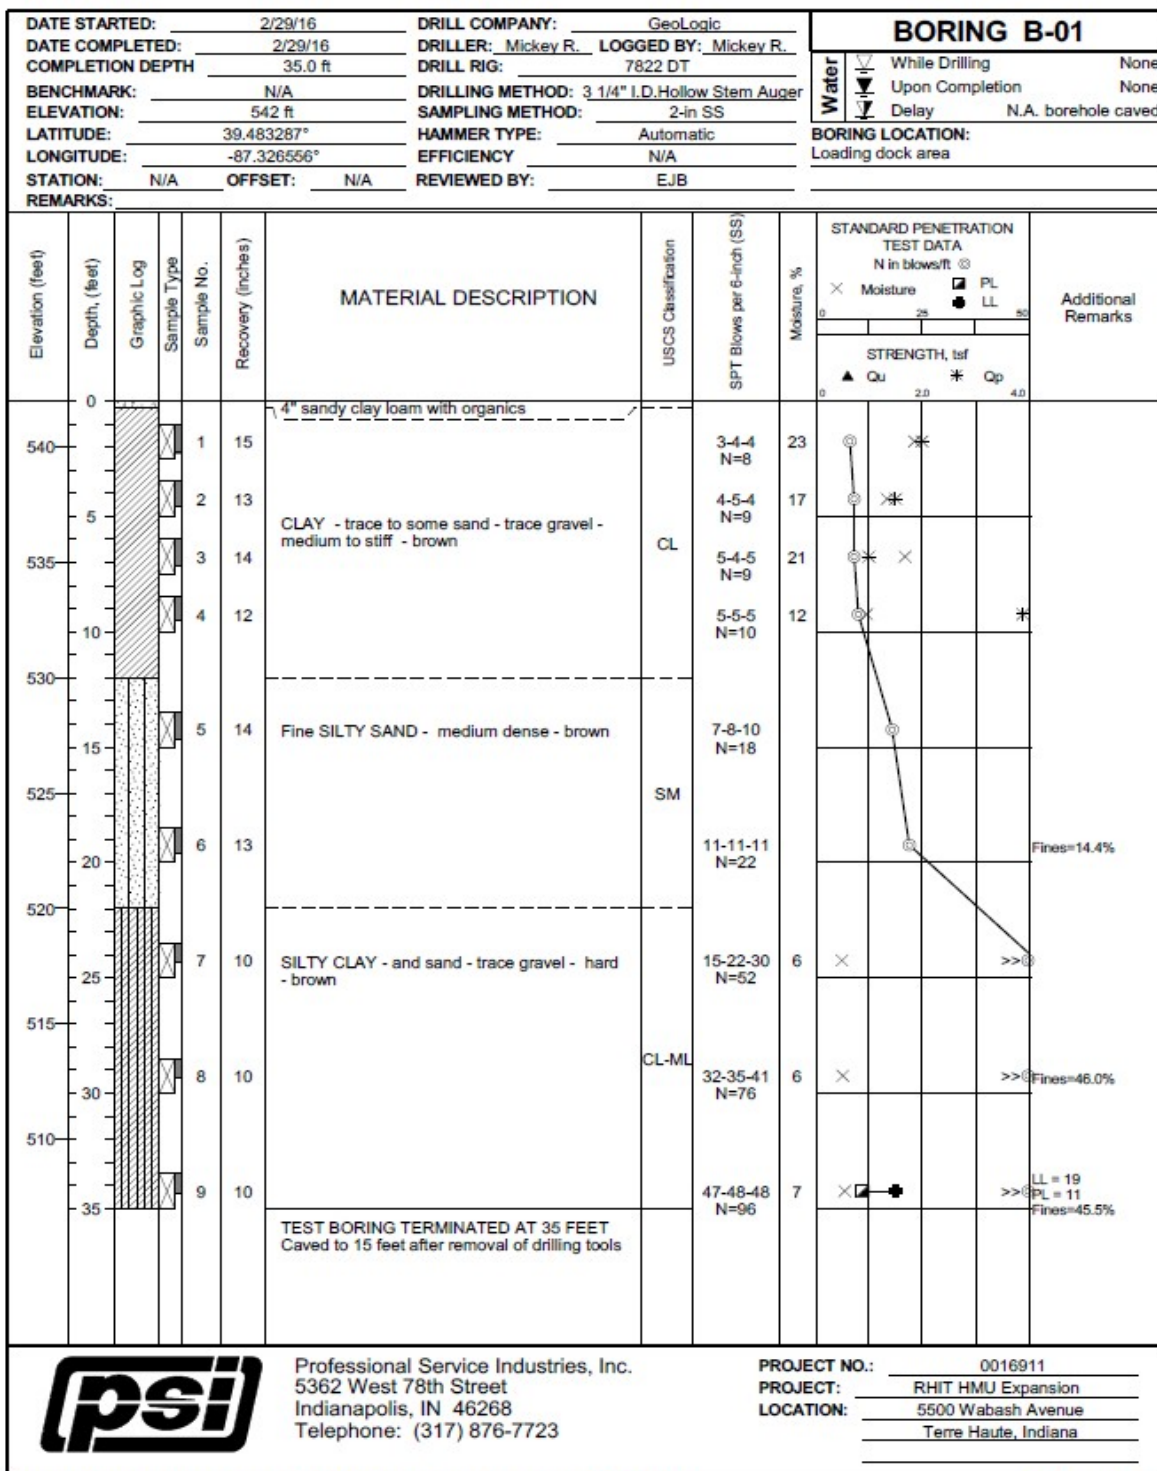 DATE STARTED: 2/29/16 DRILL COMPANY: GeoLogic
DATE COMPLETED: 2/29/16 DRILLER: Mickey R. LOGGED BY: Mickey R.
COMPLETION DEPTH 35.0 ft DRILL RIG: 7822 DT
BENCHMARK: N/A DRILLING METHOD: 3 1/4" I.D.Hollow Stem Auger
ELEVATION: 542 ft SAMPLING METHOD: 2-in SS
LATITUDE: 39.483287° HAMMER TYPE: Automatic
LONGITUDE: -87.326556° EFFICIENCY N/A
STATION: N/A OFFSET: N/A REVIEWED BY: EJB
REMARKS:
BORING B-01
Water
While Drilling None
Upon Completion None
Delay N.A. borehole caved
BORING LOCATION:
Loading dock area
Elevation (feet)
Depth, (feet)
Graphic Log
Sample Type
Sample No.
Recovery (inches)
MATERIAL DESCRIPTION
USCS Classification
SPT Blows per 6-inch (SS)
Moisture, %
STANDARD PENETRATION
TEST DATA
N in blows/ft
Moisture PL
LL
0 25 50
STRENGTH, tsf
Qu Qp
0 2.0 4.0
Additional
Remarks
0
4" sandy clay loam with organics
540 1 15 3-4-4 23
N=8
2 13 4-5-4 17
5 N=9
CLAY - trace to some sand - trace gravel -
medium to stiff - brown
CL
535 3 14 5-4-5 21
N=9
4 12 5-5-5 12
10 N=10
530
5 14 Fine SILTY SAND - medium dense - brown 7-8-10
15 N=18
525 SM
6 13 11-11-11 Fines=14.4%
20 N=22
520
7 10 SILTY CLAY - and sand - trace gravel - hard 15-22-30 6 >>
25 - brown N=52
515
CL-ML
8 10 32-35-41 6 >> Fines=46.0%
30 N=76
510
9 10 47-48-48 7 >>
35 N=96
LL = 19
PL = 11
Fines=45.5%
TEST BORING TERMINATED AT 35 FEET
Caved to 15 feet after removal of drilling tools
psi
Professional Service Industries, Inc.
5362 West 78th Street
Indianapolis, IN 46268
Telephone: (317) 876-7723
PROJECT NO.: 0016911
PROJECT: RHIT HMU Expansion
LOCATION: 5500 Wabash Avenue
Terre Haute, Indiana